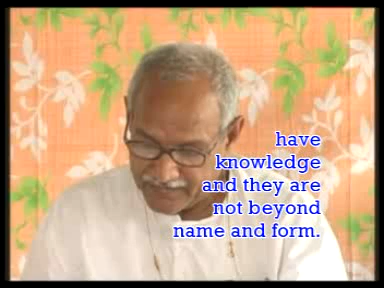 have
knowledge
and they are
not beyond
name and form.